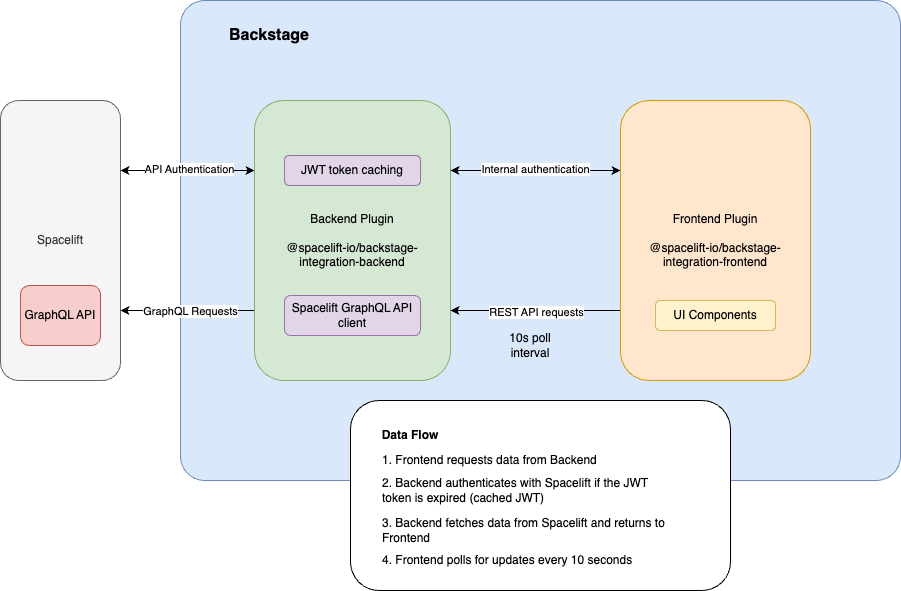 Backstage
API Authentication
JWT token caching
Internal authentication
Spacelift
Backend Plugin
@spacelift-io/backstage-
integration-backend
Frontend Plugin
@spacelift-io/backstage-
integration-frontend
GraphQL API
GraphQL Requests
Spacelift GraphQL API
client
REST API requests
10s poll
interval
UI Components
Data Flow
1. Frontend requests data from Backend
2. Backend authenticates with Spacelift if the JWT
token is expired (cached JWT)
3. Backend fetches data from Spacelift and returns to
Frontend
4. Frontend polls for updates every 10 seconds